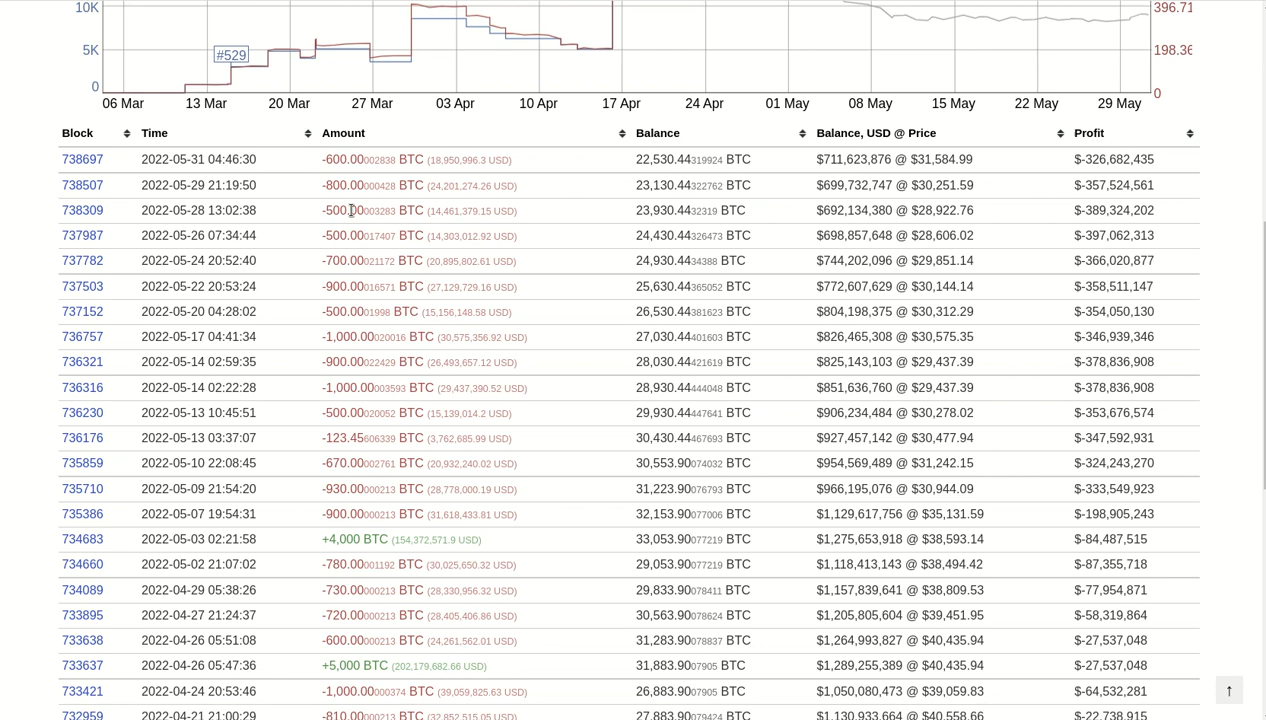 10K 396.71
5K #529 198.36
0 0
06 Mar 13 Mar 20 Mar 27 Mar 03 Apr 10 Apr 17 Apr 24 Apr 01 May 08 May 15 May 22 May 29 May
Block Time Amount Balance Balance, USD @ Price Profit
738697 2022-05-31 04:46:30 -600.00002838 BTC (18,950,996.3 USD) 22,530.44319924 BTC $711,623,876 @ $31,584.99 $-326,682,435
738507 2022-05-29 21:19:50 -800.00000428 BTC (24,201,274.26 USD) 23,130.44322762 BTC $699,732,747 @ $30,251.59 $-357,524,561
738309 2022-05-28 13:02:38 -500.00003283 BTC (14,461,379.15 USD) 23,930.4432319 BTC $692,134,380 @ $28,922.76 $-389,324,202
737987 2022-05-26 07:34:44 -500.00017407 BTC (14,303,012.92 USD) 24,430.44326473 BTC $698,857,648 @ $28,606.02 $-397,062,313
737782 2022-05-24 20:52:40 -700.00021172 BTC (20,895,802.61 USD) 24,930.4434388 BTC $744,202,096 @ $29,851.14 $-366,020,877
737503 2022-05-22 20:53:24 -900.00016571 BTC (27,129,729.16 USD) 25,630.44365052 BTC $772,607,629 @ $30,144.14 $-358,511,147
737152 2022-05-20 04:28:02 -500.0001998 BTC (15,156,148.58 USD) 26,530.44381623 BTC $804,198,375 @ $30,312.29 $-354,050,130
736757 2022-05-17 04:41:34 -1,000.00020016 BTC (30,575,356.92 USD) 27,030.44401603 BTC $826,465,308 @ $30,575.35 $-346,939,346
736321 2022-05-14 02:59:35 -900.00022429 BTC (26,493,657.12 USD) 28,030.44421619 BTC $825,143,103 @ $29,437.39 $-378,836,908
736316 2022-05-14 02:22:28 -1,000.00003593 BTC (29,437,390.52 USD) 28,930.44444048 BTC $851,636,760 @ $29,437.39 $-378,836,908
736230 2022-05-13 10:45:51 -500.00020052 BTC (15,139,014.2 USD) 29,930.44447641 BTC $906,234,484 @ $30,278.02 $-353,676,574
736176 2022-05-13 03:37:07 -123.45606339 BTC (3,762,685.99 USD) 30,430.44467693 BTC $927,457,142 @ $30,477.94 $-347,592,931
735859 2022-05-10 22:08:45 -670.00002761 BTC (20,932,240.02 USD) 30,553.90074032 BTC $954,569,489 @ $31,242.15 $-324,243,270
735710 2022-05-09 21:54:20 -930.00000213 BTC (28,778,000.19 USD) 31,223.90076793 BTC $966,195,076 @ $30,944.09 $-333,549,923
735386 2022-05-07 19:54:31 -900.00000213 BTC (31,618,433.81 USD) 32,153.90077006 BTC $1,129,617,756 @ $35,131.59 $-198,905,243
734683 2022-05-03 02:21:58 +4,000 BTC (154,372,571.9 USD) 33,053.90077219 BTC $1,275,653,918 @ $38,593.14 $-84,487,515
734660 2022-05-02 21:07:02 -780.00001192 BTC (30,025,650.32 USD) 29,053.90077219 BTC $1,118,413,143 @ $38,494.42 $-87,355,718
734089 2022-04-29 05:38:26 -730.00000213 BTC (28,330,956.32 USD) 29,833.90078411 BTC $1,157,839,641 @ $38,809.53 $-77,954,871
733895 2022-04-27 21:24:37 -720.00000213 BTC (28,405,406.86 USD) 30,563.90078624 BTC $1,205,805,604 @ $39,451.95 $-58,319,864
733638 2022-04-26 05:51:08 -600.00000213 BTC (24,261,562.01 USD) 31,283.90078837 BTC $1,264,993,827 @ $40,435.94 $-27,537,048
733637 2022-04-26 05:47:36 +5,000 BTC (202,179,682.66 USD) 31,883.9007905 BTC $1,289,255,389 @ $40,435.94 $-27,537,048
733421 2022-04-24 20:53:46 -1,000.00000374 BTC (39,059,825.63 USD) 26,883.9007905 BTC $1,050,080,473 @ $39,059.83 $-64,532,281
732959 2022-04-21 21:00:29 -810.00000213 BTC (32,852,515.05 USD) 27,883.90079424 BTC $1,130,933,664 @ $40,558.66 $-22,738,915
↑